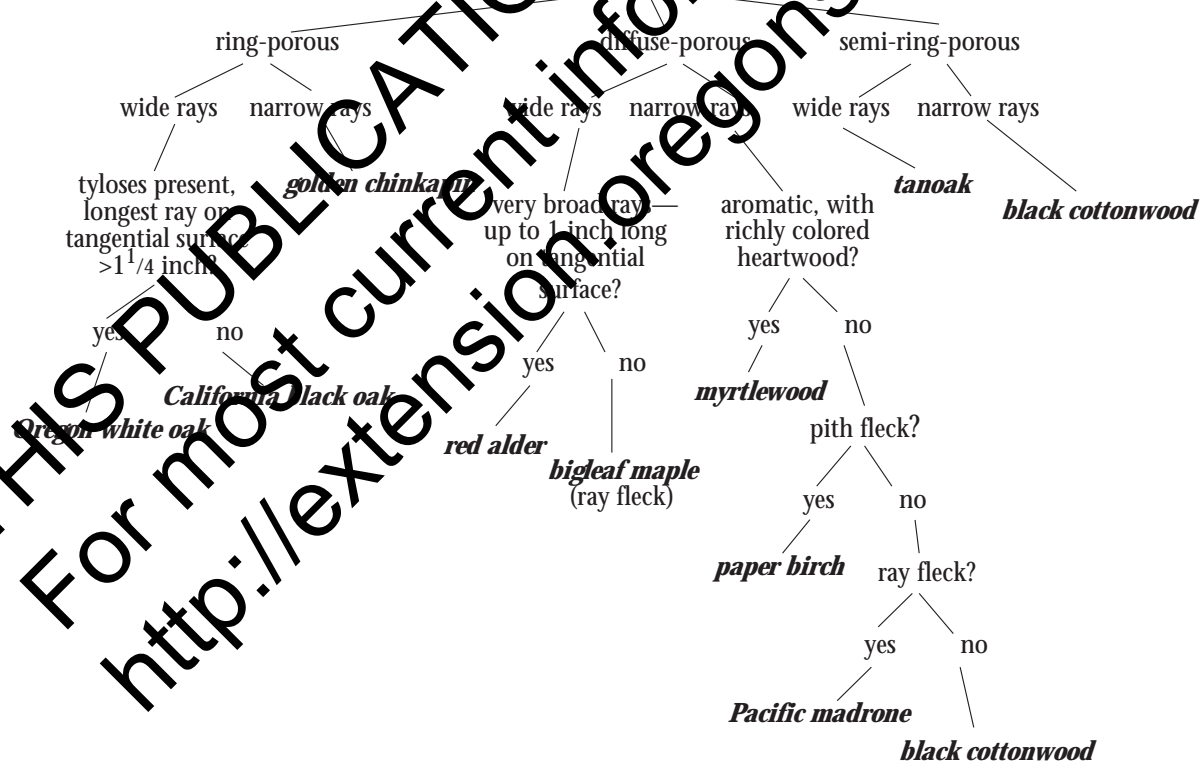 ring-porous
diffuse-porous
semi-ring-porous
wide rays
narrow rays
wide rays
narrow rays
wide rays
narrow rays
tyloses present,
longest ray on
tangential surface
>1 1/4 inch?
golden chinkapin
very broad rays—
up to 1 inch long
on tangential
surface?
aromatic, with
richly colored
heartwood?
tanoak
black cottonwood
yes
no
yes
no
yes
no
California black oak
Oregon white oak
red alder
bigleaf maple
(ray fleck)
myrtlewood
pith fleck?
yes
no
paper birch
ray fleck?
yes
no
Pacific madrone
black cottonwood
HIS PUBLICATIO
For most current info
http://extension.oregons